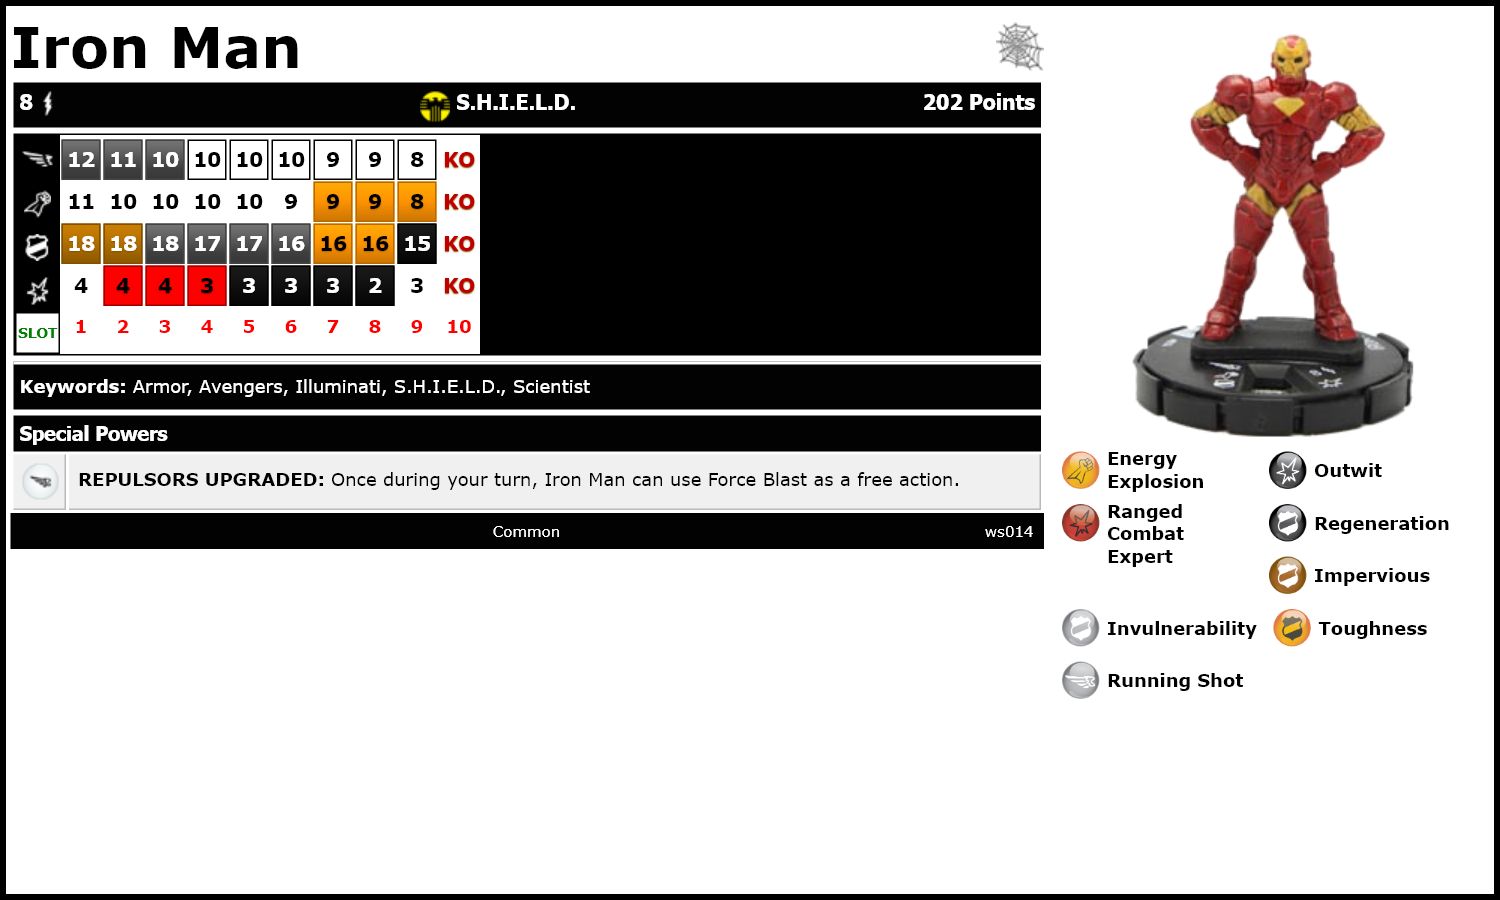 Iron Man
8 S.H.I.E.L.D. 202 Points
12 11 10 10 10 10 9 9 8 KO
11 10 10 10 10 9 9 9 8 KO
18 18 18 17 17 16 16 16 15 KO
4 4 4 3 3 3 3 2 3 KO
SLOT 1 2 3 4 5 6 7 8 9 10
Keywords: Armor, Avengers, Illuminati, S.H.I.E.L.D., Scientist
Special Powers
REPULSORS UPGRADED: Once during your turn, Iron Man can use Force Blast as a free action.
Common ws014
Energy
Explosion
Outwit
Ranged
Combat
Expert
Regeneration
Impervious
Invulnerability
Toughness
Running Shot